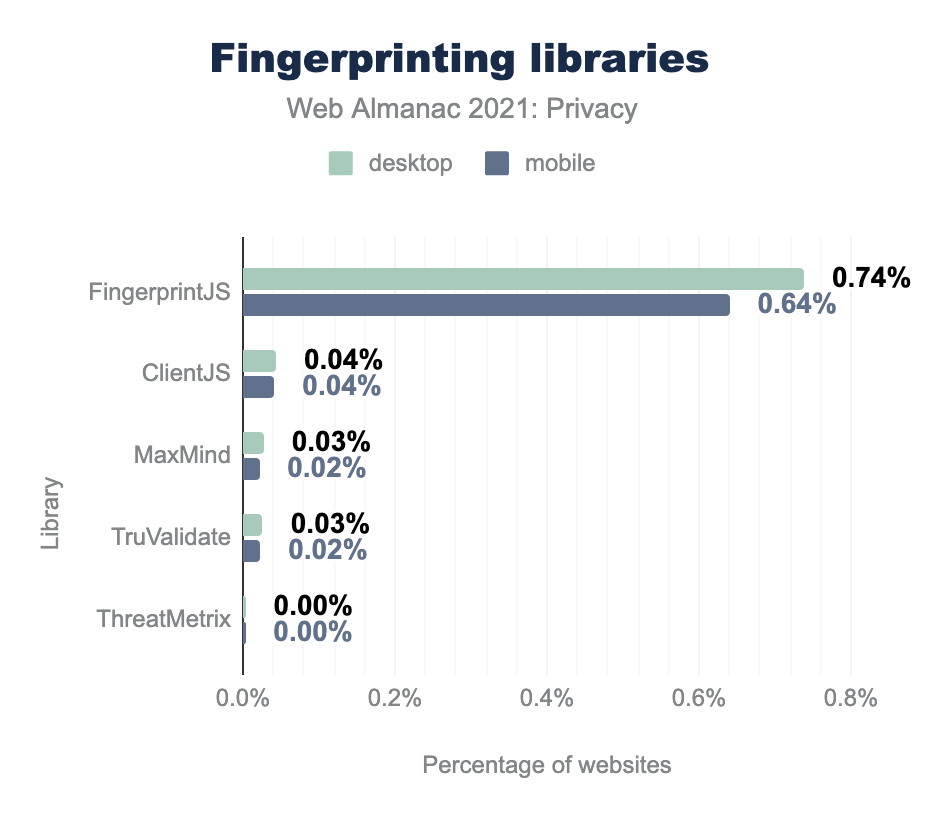 Fingerprinting libraries
Web Almanac 2021: Privacy
desktop mobile
FingerprintJS
0.74%
0.64%
ClientJS
0.04%
0.04%
MaxMind
0.03%
0.02%
TruValidate
0.03%
0.02%
ThreatMetrix
0.00%
0.00%
Library
0.0% 0.2% 0.4% 0.6% 0.8%
Percentage of websites